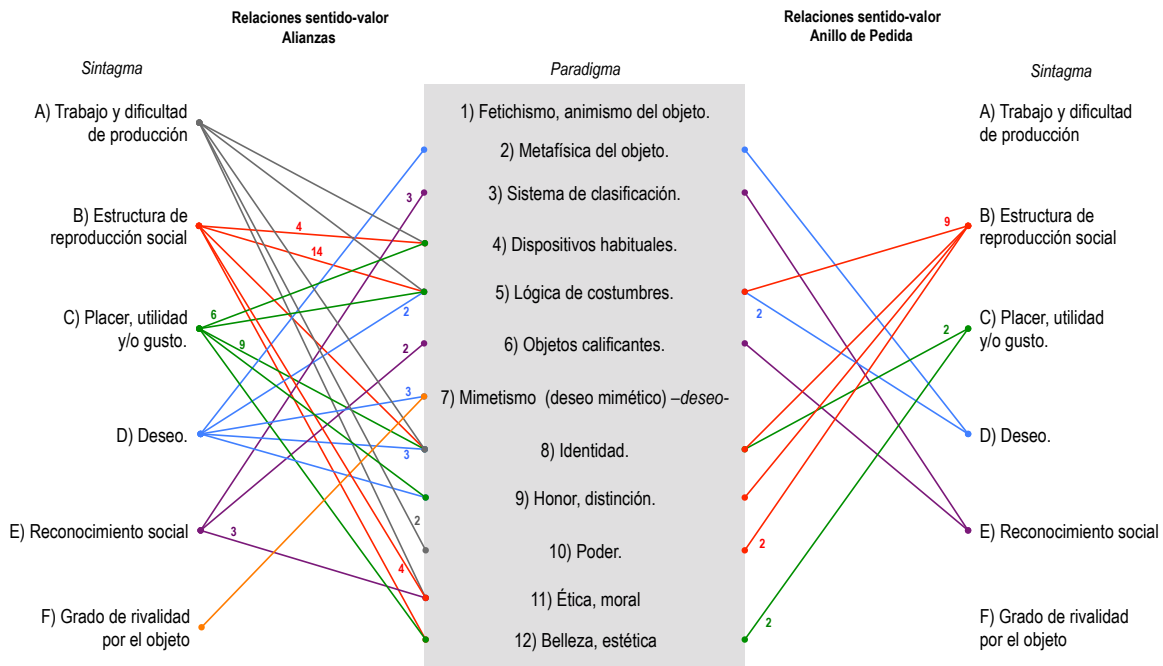 Relaciones sentido-valor
Alianzas
Relaciones sentido-valor
Anillo de Pedida
Sintagma
Paradigma
Sintagma
A) Trabajo y dificultad
de producción
B) Estructura de
reproducción social
C) Placer, utilidad
y/o gusto.
D) Deseo.
E) Reconocimiento social
F) Grado de rivalidad
por el objeto
3
4
14
2
6
2
9
3
3
2
3
4
1) Fetichismo, animismo del objeto.
2) Metafísica del objeto.
3) Sistema de clasificación.
4) Dispositivos habituales.
5) Lógica de costumbres.
6) Objetos calificantes.
7) Mimetismo (deseo mimético) –deseo-
8) Identidad.
9) Honor, distinción.
10) Poder.
11) Ética, moral
12) Belleza, estética
9
2
2
2
2
A) Trabajo y dificultad
de producción
B) Estructura de
reproducción social
C) Placer, utilidad
y/o gusto.
D) Deseo.
E) Reconocimiento social
F) Grado de rivalidad
por el objeto